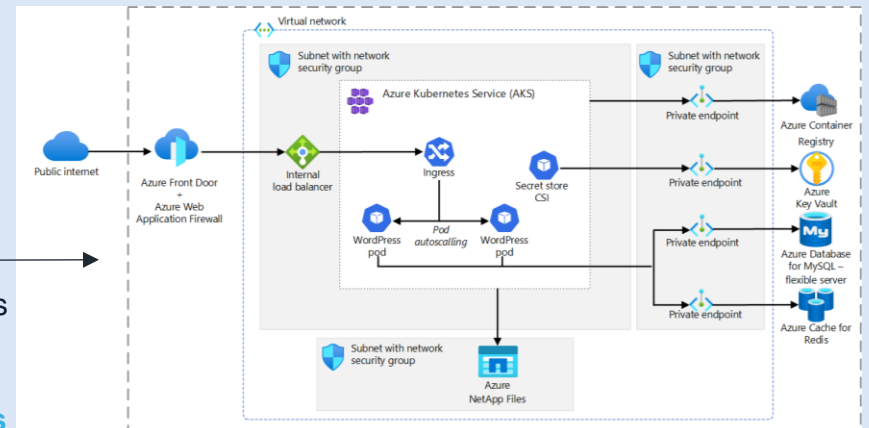 Virtual network
Subnet with network
security group
Subnet with network
security group
Azure Kubernetes Service (AKS)
Private endpoint
Azure Container
Registry
Public internet
Azure Front Door
+
Azure Web
Application Firewall
Internal
load balancer
Ingress
Secret store
CSI
Private endpoint
Azure
Key Vault
WordPress
pod
Pod
autoscalling
WordPress
pod
Private endpoint
My
Azure Database
for MySQL –
flexible server
s
Private endpoint
Azure Cache for
Redis
Subnet with network
security group
Azure
NetApp Files
s